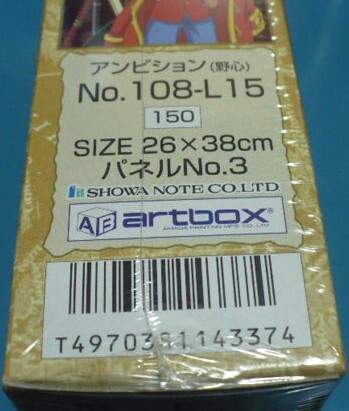 アンビション(野心)
No.108-L15
150
SIZE 26×38cm
パネルNo.3
SHOWA NOTE CO.LTD
AB artbox®
T4970381143374